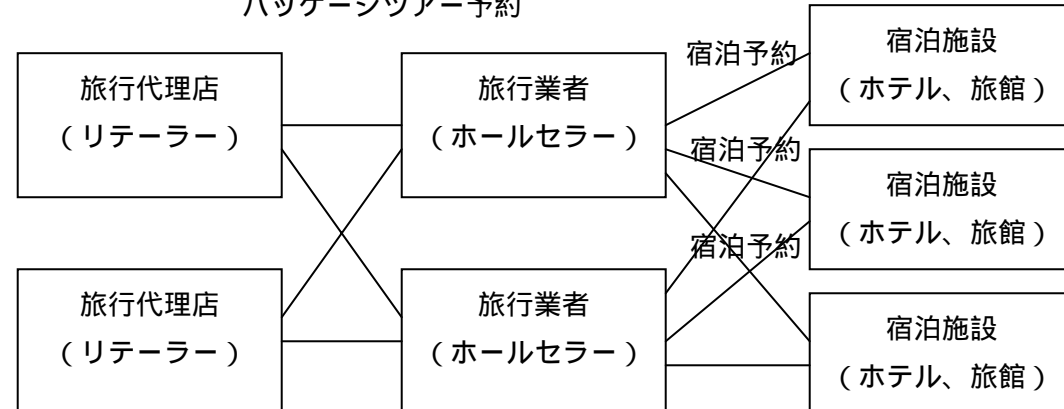 パッケージツアー予約
旅行代理店
（リテーラー）
旅行業者
（ホールセラー）
宿泊予約
宿泊施設
（ホテル、旅館）
宿泊予約
宿泊施設
（ホテル、旅館）
宿泊予約
旅行代理店
（リテーラー）
旅行業者
（ホールセラー）
宿泊施設
（ホテル、旅館）